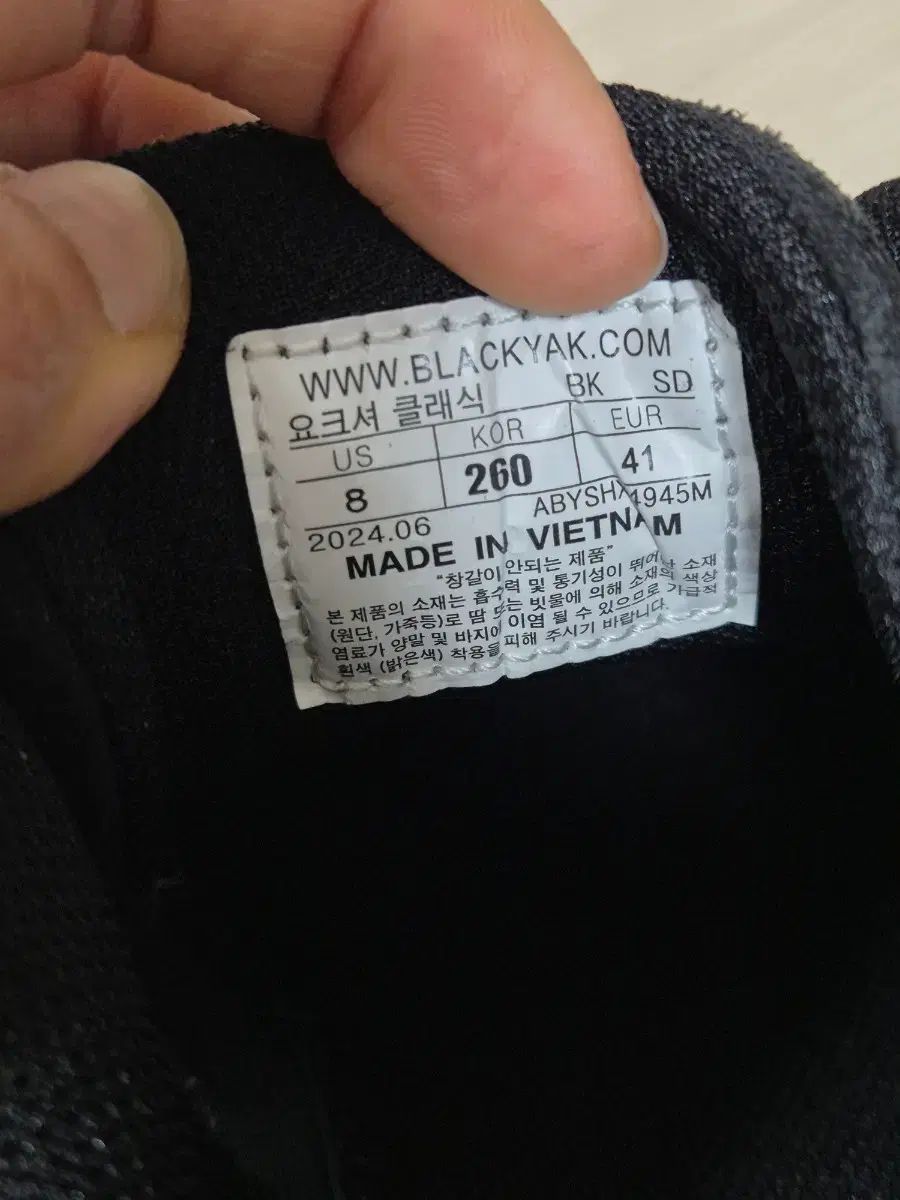 WWW.BLACKYAK.COM
요크셔 클래식 BK SD
US KOR EUR
8 260 41
2024.06 ABYSHX4945M
MADE IN VIETNAM
"창갈이 안되는 제품"
본 제품의 소재는 흡수력 및 통기성이 뛰어난 소재
(원단, 가죽등)로 땀 또는 빗물에 의해 소재의 색상
염료가 양말 및 바지에 이염 될 수 있으므로 가급적
흰색 (밝은색) 착용을 피해 주시기 바랍니다.